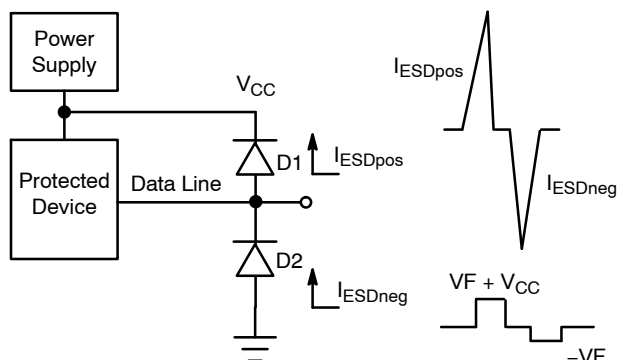 Power
Supply
V_CC
Protected
Device
Data Line
D1
I_ESDpos
D2
I_ESDneg
I_ESDpos
I_ESDneg
VF + V_CC
−VF